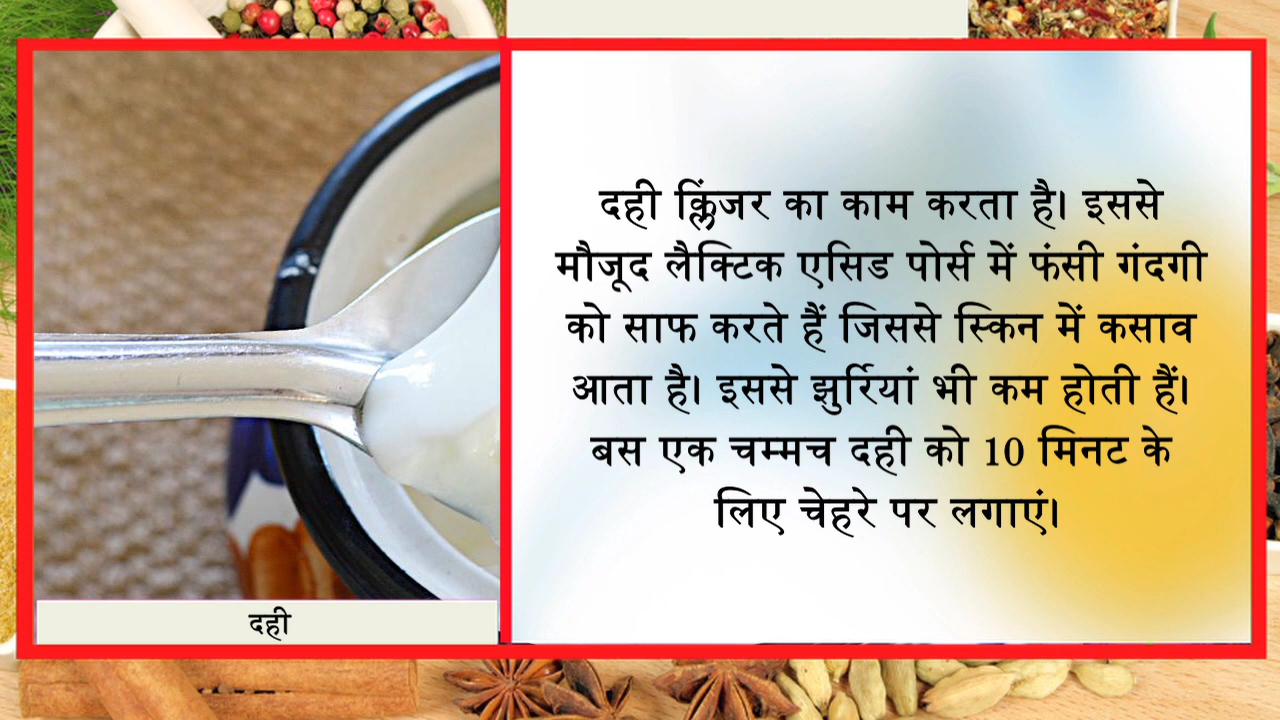 दही क्लिंजर का काम करता है। इससे
मौजूद लैक्टिक एसिड पोर्स में फंसी गंदगी
को साफ करते हैं जिससे स्किन में कसाव
आता है। इससे झुर्रियां भी कम होती हैं।
बस एक चम्मच दही को 10 मिनट के
लिए चेहरे पर लगाएं।
दही